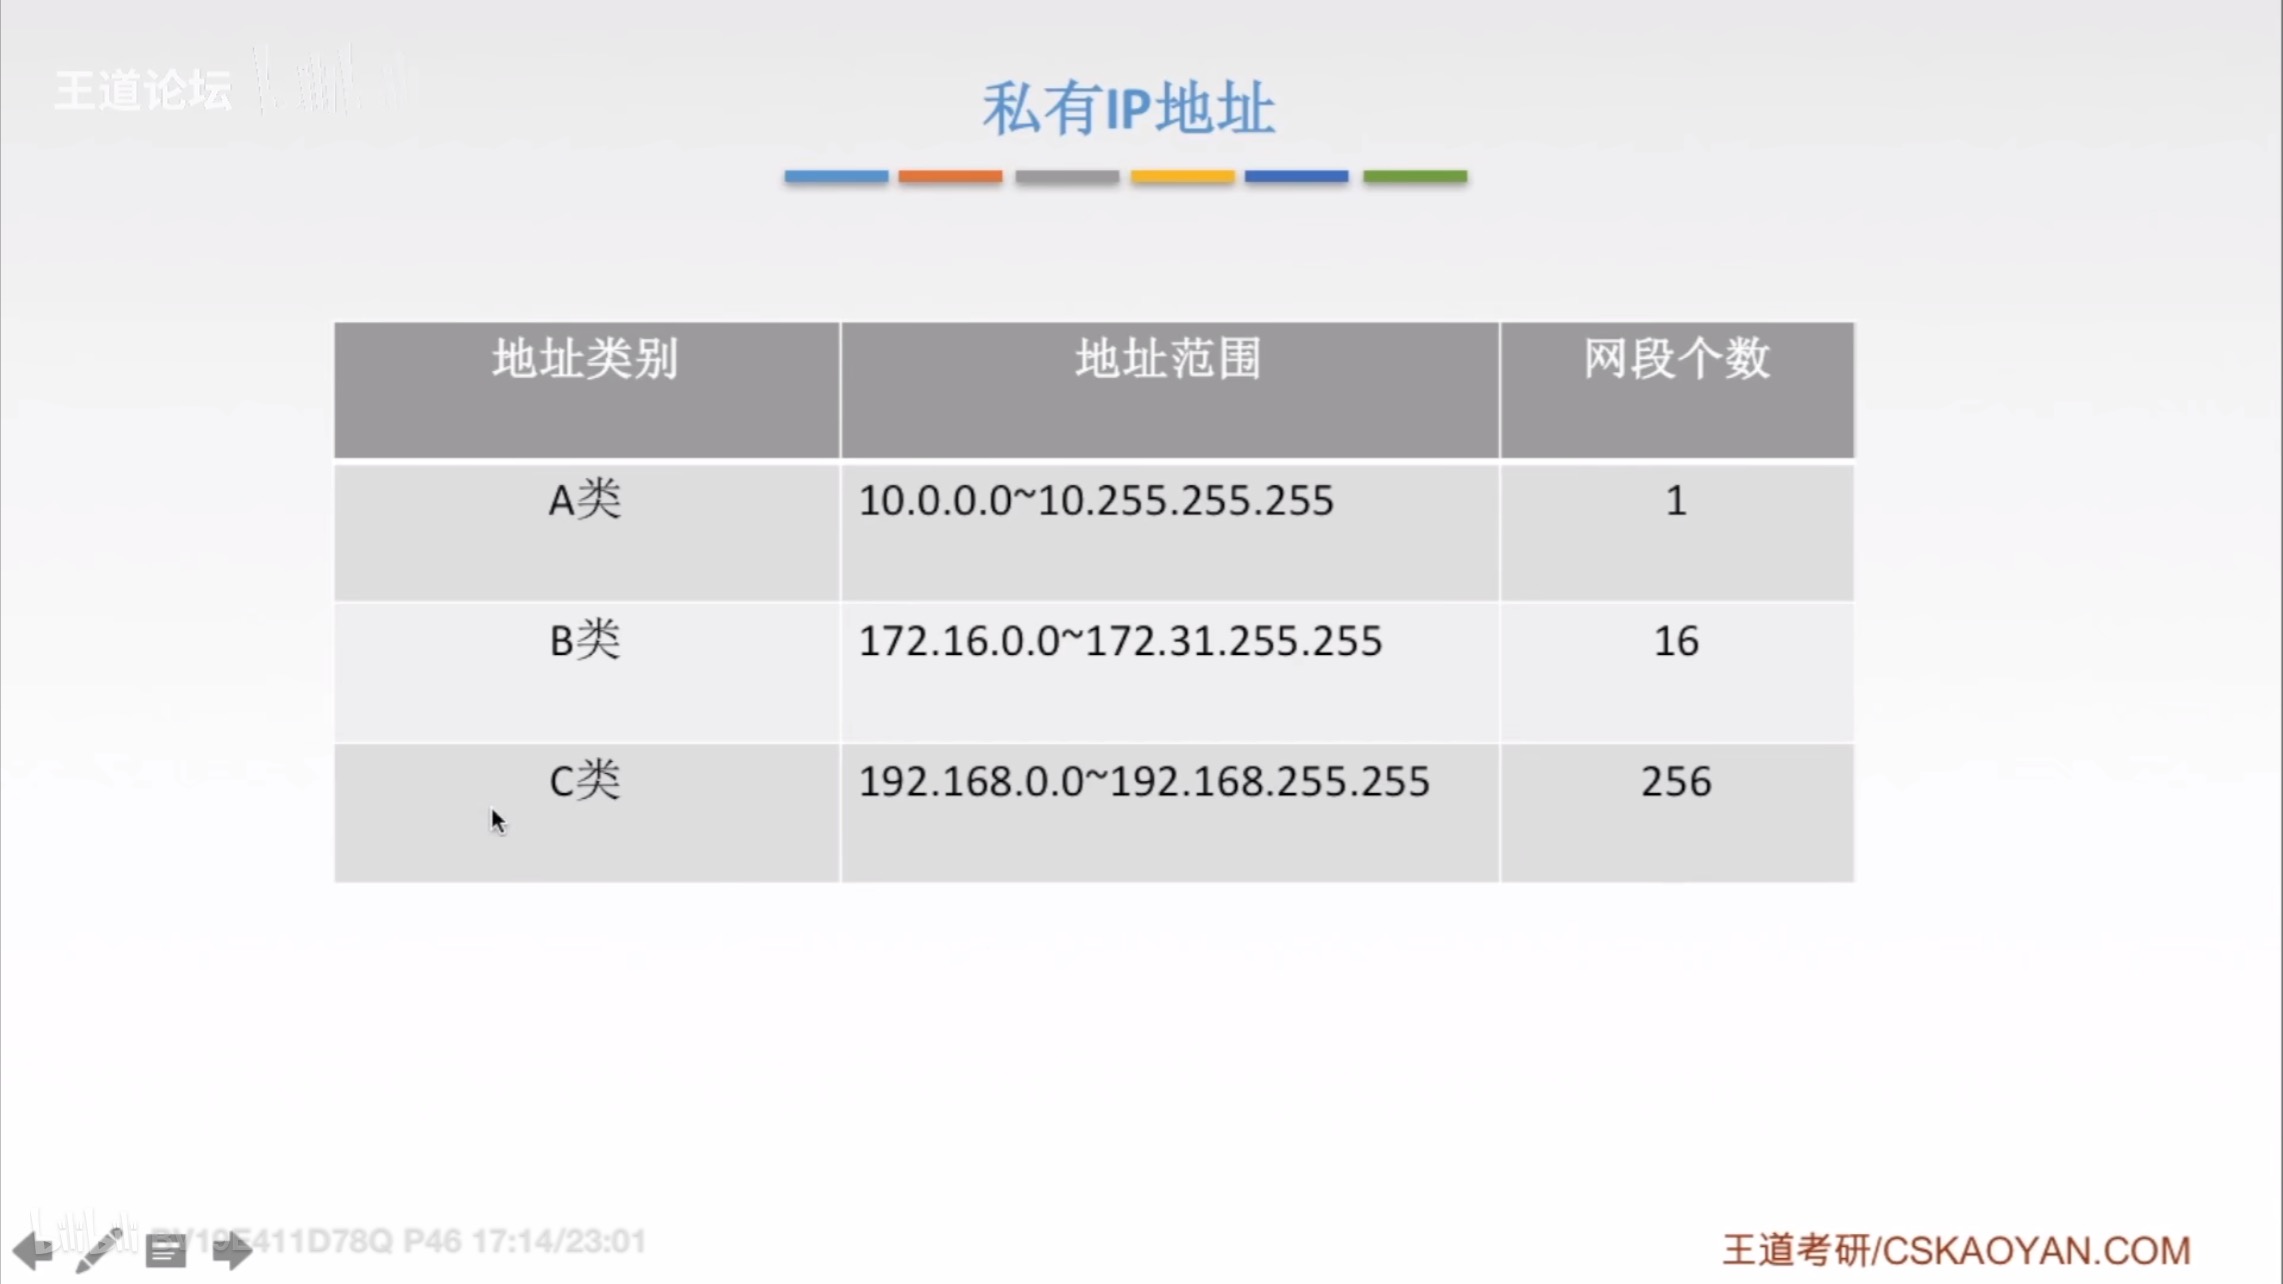 王道论坛
私有IP地址
地址类别 地址范围 网段个数
A类 10.0.0.0~10.255.255.255 1
B类 172.16.0.0~172.31.255.255 16
C类 192.168.0.0~192.168.255.255 256
BV19E411D78Q P46 17:14/23:01
王道考研/CSKAOYAN.COM